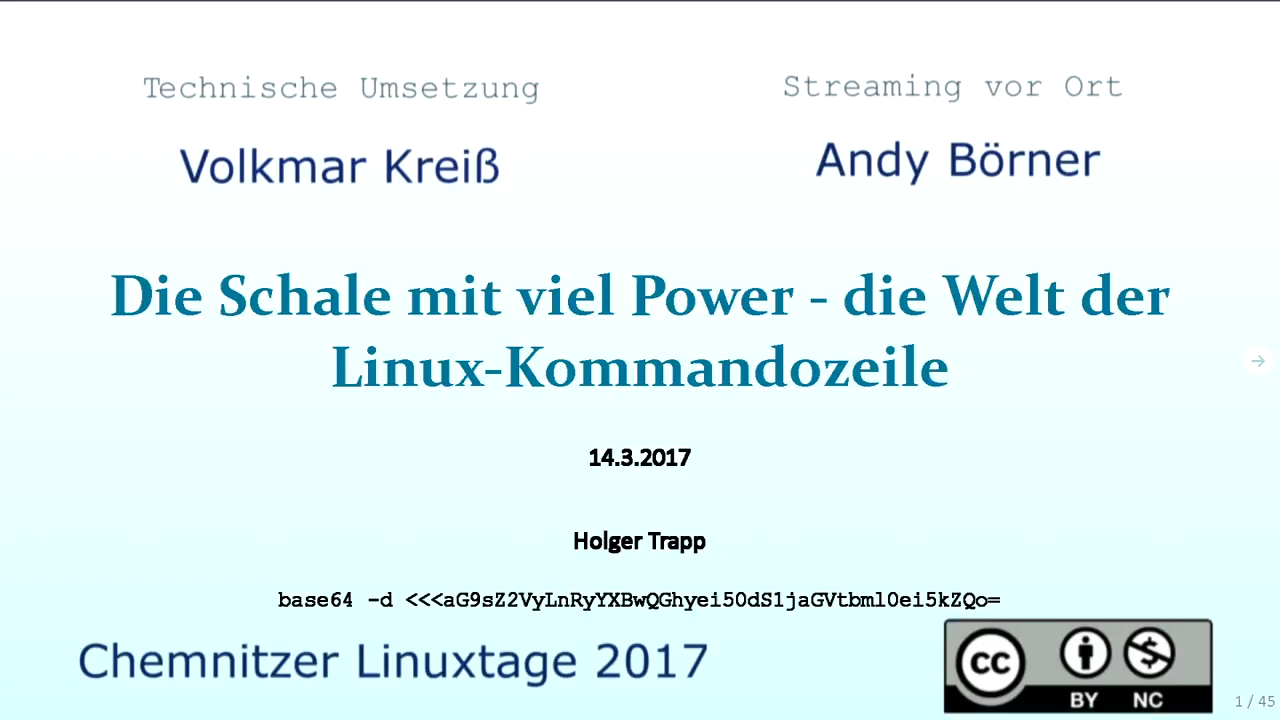 Technische Umsetzung
Streaming vor Ort
Volkmar Kreiß
Andy Börner
Die Schale mit viel Power - die Welt der
Linux-Kommandozeile
14.3.2017
Holger Trapp
base64 -d <<<aG9sZ2VyLnRyYXBwQGhyei50dS1jaGVtbml0ei5kZQo=
Chemnitzer Linuxtage 2017
cc
BY NC
1 / 45